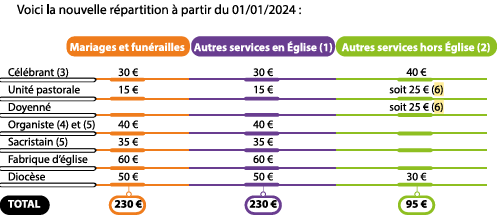 Voici la nouvelle répartition à partir du 01/01/2024 :
Mariages et funérailles Autres services en Église (1) Autres services hors Église (2)
Célébrant (3) 30 € 30 € 40 €
Unité pastorale 15 € 15 € soit 25 € (6)
Doyenné soit 25 € (6)
Organiste (4) et (5) 40 € 40 €
Sacristain (5) 35 € 35 €
Fabrique d'église 60 € 60 €
Diocèse 50 € 50 € 30 €
TOTAL 230 € 230 € 95 €